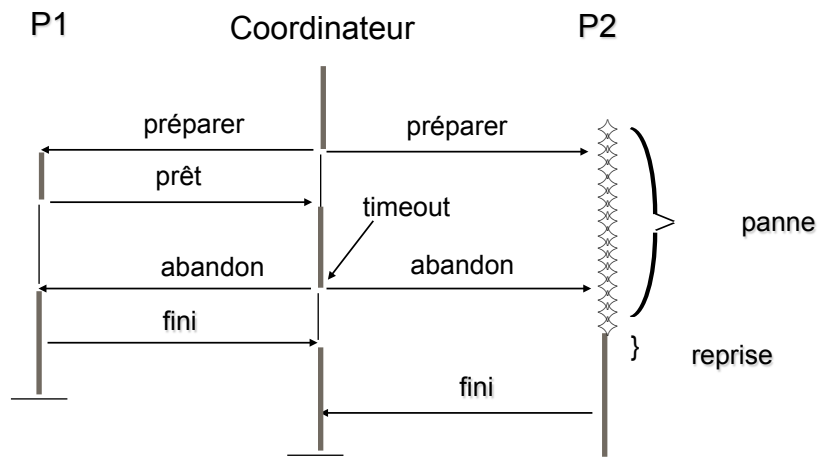 P1 Coordinateur P2
préparer préparer
prêt
timeout
panne
abandon abandon
fini
} reprise
fini